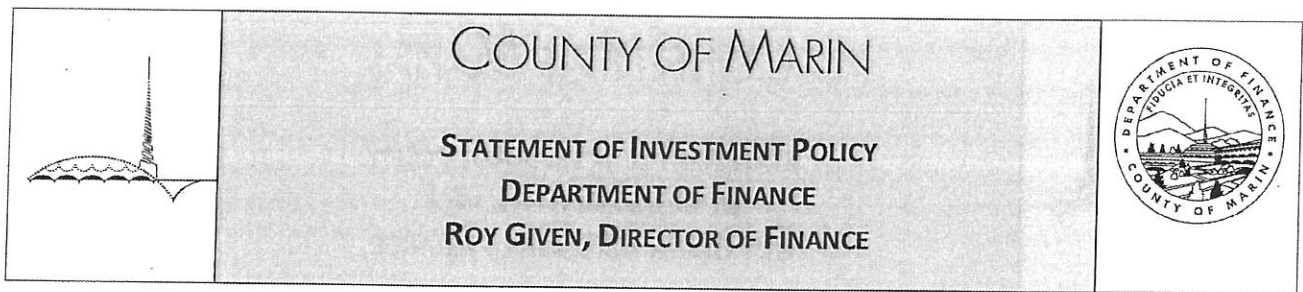 COUNTY OF MARIN
STATEMENT OF INVESTMENT POLICY
DEPARTMENT OF FINANCE
ROY GIVEN, DIRECTOR OF FINANCE
DEPARTMENT OF FINANCE
FIDUCIA ET INTEGRITAS
COUNTY OF MARIN